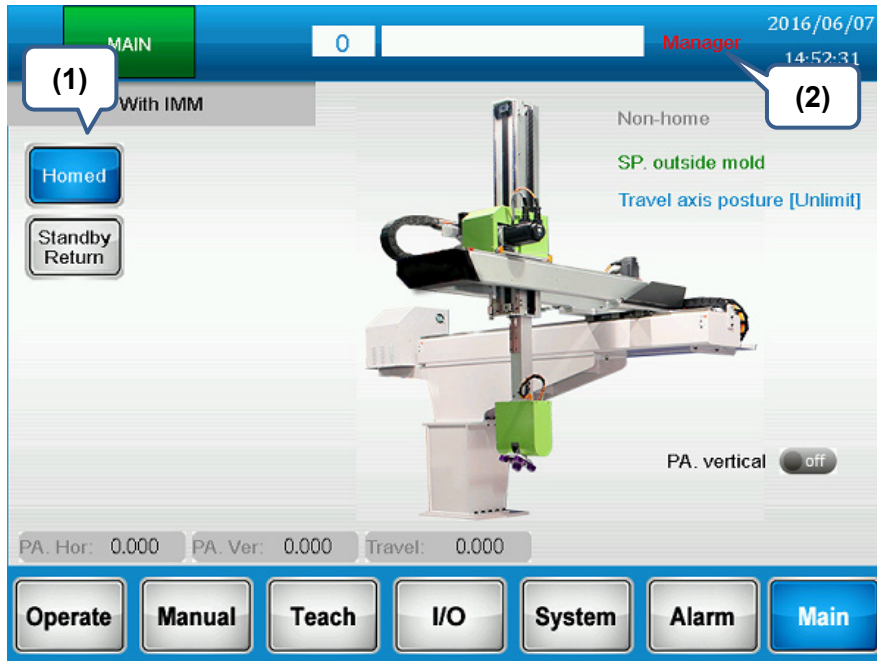 MAIN
0
Manager
2016/06/07
14:52:31
(1)
(2)
With IMM
Non-home
SP. outside mold
Travel axis posture [Unlimit]
Homed
Standby
Return
PA. vertical
off
PA. Hor: 0.000
PA. Ver: 0.000
Travel: 0.000
Operate
Manual
Teach
I/O
System
Alarm
Main